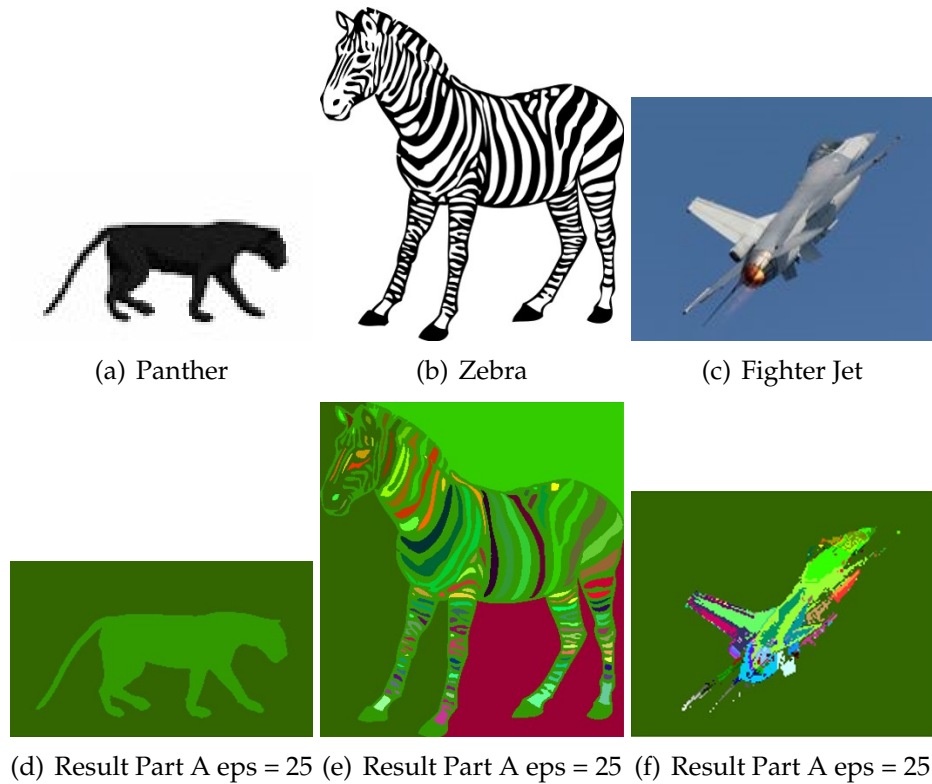 (a) Panther
(b) Zebra
(c) Fighter Jet
(d) Result Part A eps = 25
(e) Result Part A eps = 25
(f) Result Part A eps = 25